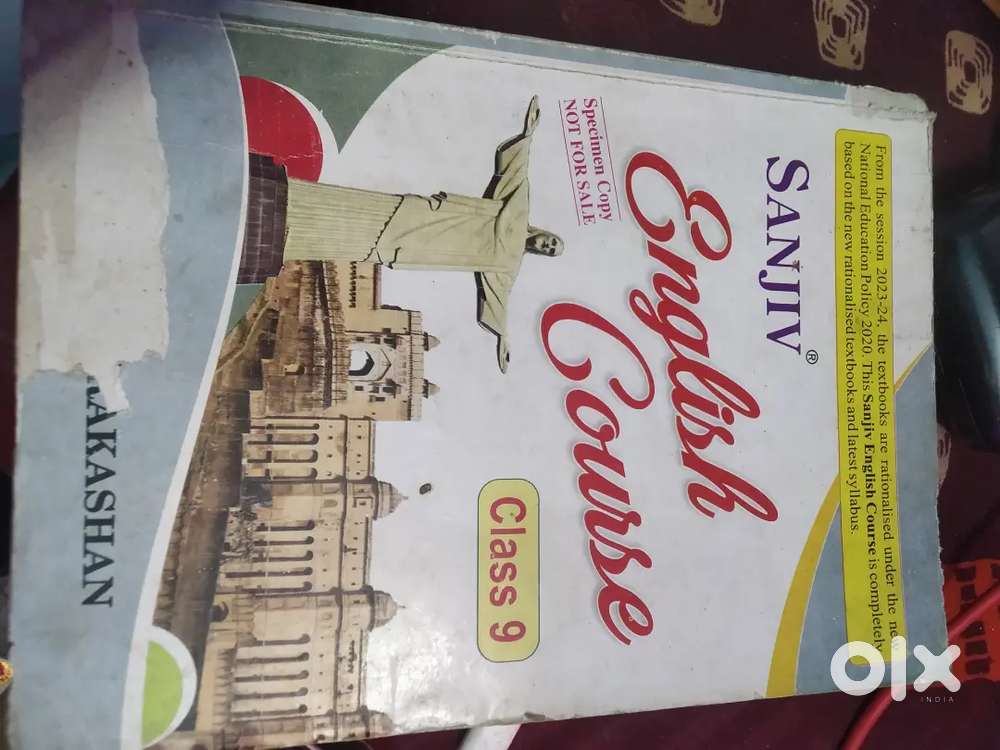 From the session 2023-24, the textbooks are rationalised under the new
National Education Policy 2020. This Sanjiv English Course is completely
based on the new rationalised textbooks and latest syllabus.
SANJIV®
English
Course
Specimen Copy
NOT FOR SALE
Class 9
AKASHAN
olx
INDIA